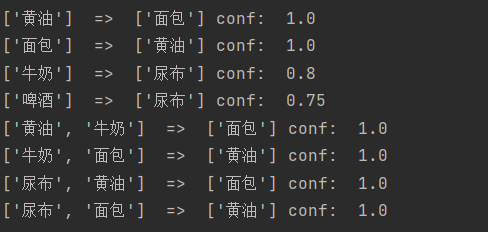 ['黄油']  =>  ['面包'] conf:  1.0
['面包']  =>  ['黄油'] conf:  1.0
['牛奶']  =>  ['尿布'] conf:  0.8
['啤酒']  =>  ['尿布'] conf:  0.75
['黄油', '牛奶']  =>  ['面包'] conf:  1.0
['牛奶', '面包']  =>  ['黄油'] conf:  1.0
['尿布', '黄油']  =>  ['面包'] conf:  1.0
['尿布', '面包']  =>  ['黄油'] conf:  1.0